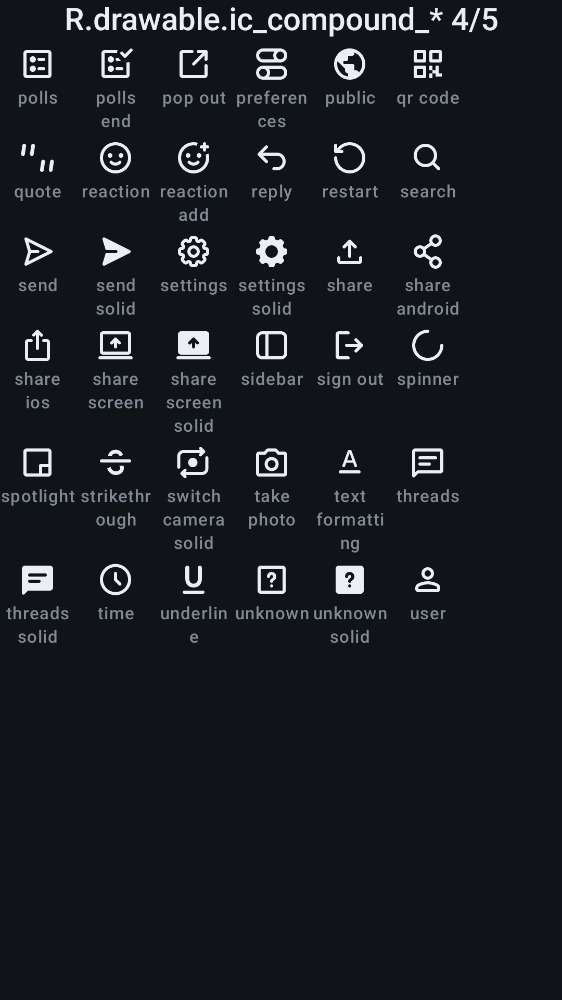 R.drawable.ic_compound_* 4/5
polls polls pop out preferen public qr code
end ces
quote reaction reaction reply restart search
add
send send settings settings share share
solid solid android
share share share sidebar sign out spinner
ios screen screen
solid
spotlight strikethr switch take text threads
ough camera photo formatti
solid ng
threads time underlin unknown unknown user
solid e solid